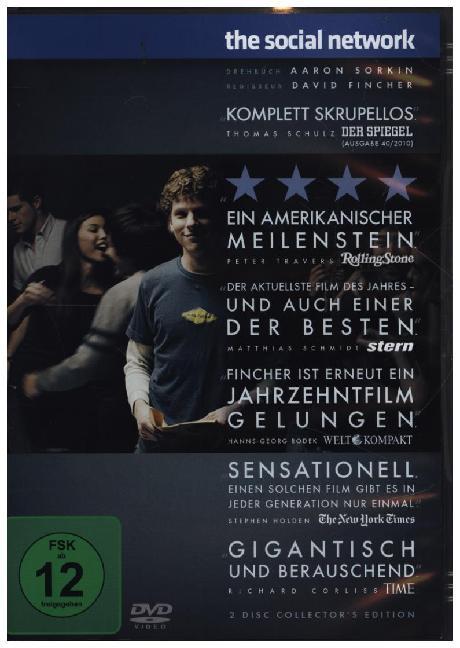 the social network
DREHBUCH AARON SORKIN
REGISSEUR DAVID FINCHER
„KOMPLETT SKRUPELLOS“
THOMAS SCHULZ DER SPIEGEL
(AUSGABE 40/2010)
„EIN AMERIKANISCHER
MEILENSTEIN“
PETER TRAVERS RollingStone
„DER AKTUELLSTE FILM DES JAHRES –
UND AUCH EINER
DER BESTEN“
MATTHIAS SCHMIDT stern
„FINCHER IST ERNEUT EIN
JAHRZEHNTFILM
GELUNGEN“
HANNS-GEORG RODEK WELT KOMPAKT
„SENSATIONELL.
EINEN SOLCHEN FILM GIBT ES IN
JEDER GENERATION NUR EINMAL“
STEPHEN HOLDEN The New York Times
„GIGANTISCH
UND BERAUSCHEND“
RICHARD CORLISS TIME
2 DISC COLLECTOR'S EDITION
FSK
ab
12
freigegeben
DVD
VIDEO